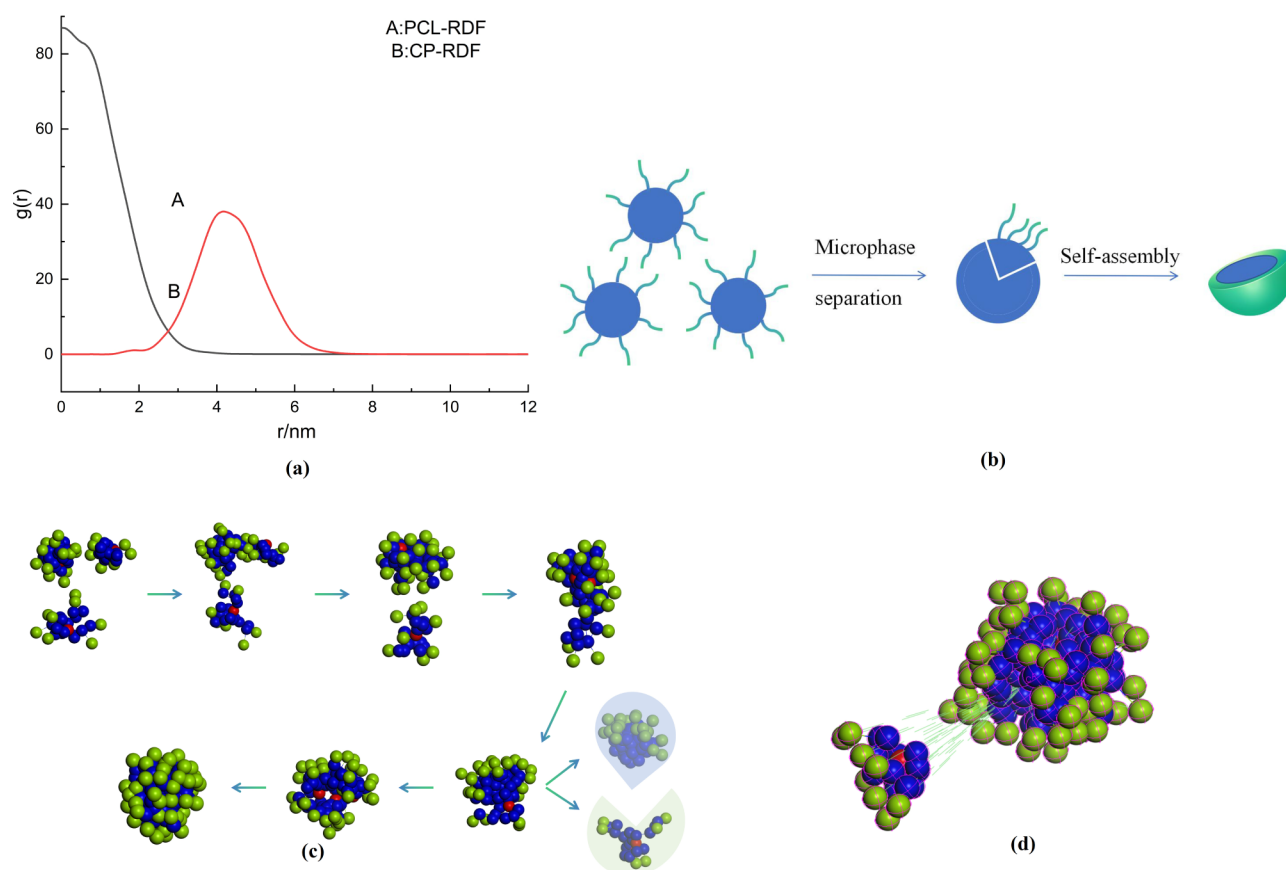 A:PCL-RDF
B:CP-RDF
80
60
40
20
0
g(r)
A
B
0 2 4 6 8 10 12
r/nm
(a)
Microphase
separation
Self-assembly
(b)
(c)
(d)